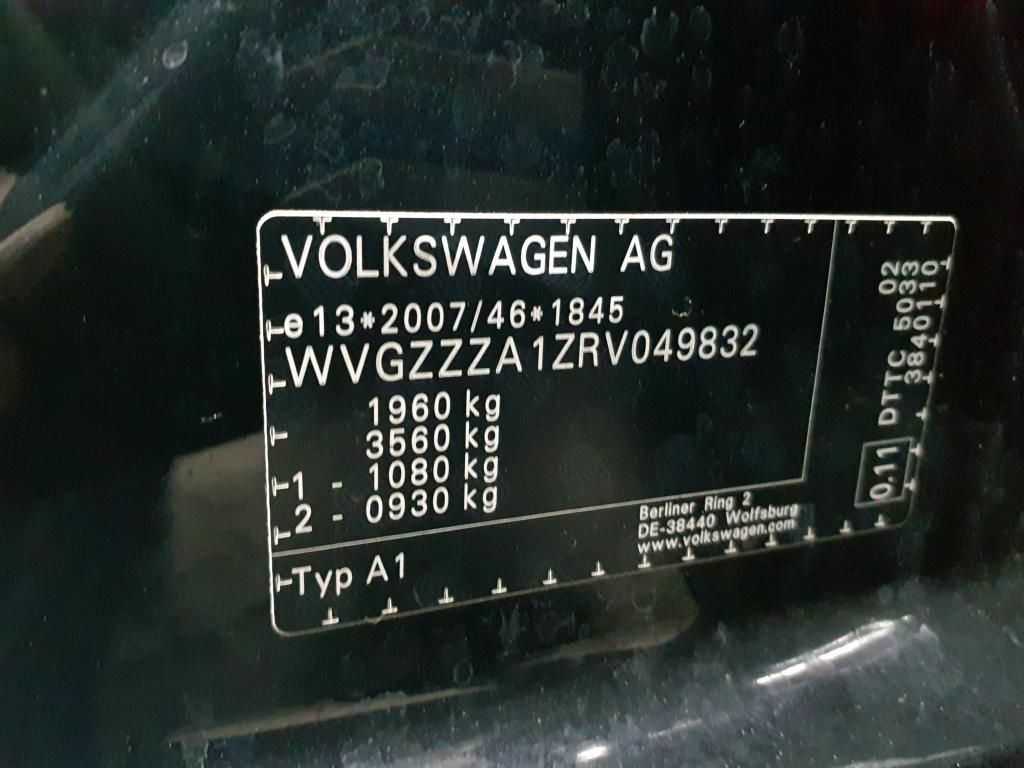 VOLKSWAGEN AG
e13*2007/46*1845
WVGZZZA1ZRV049832
1960 kg
3560 kg
1 - 1080 kg
2 - 0930 kg
Typ A1
Berliner Ring 2
DE-38440 Wolfsburg
www.volkswagen.com
0.11
DTTC 5033 02
3840110